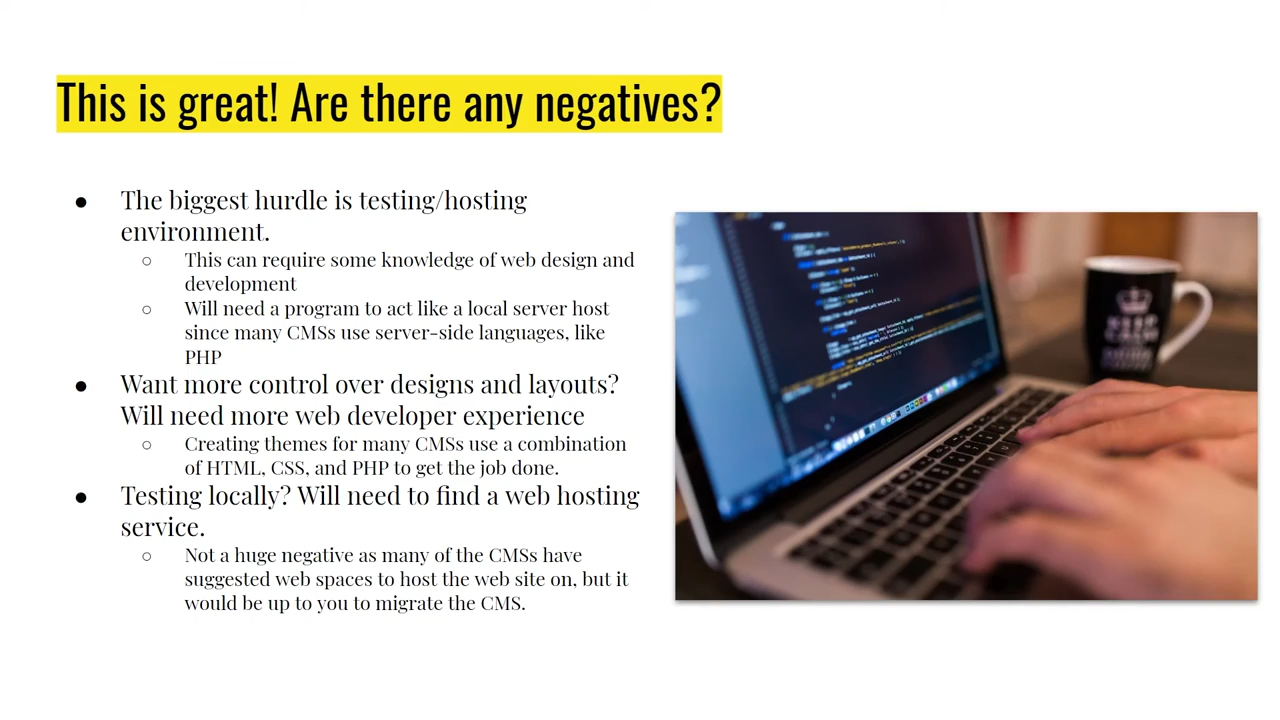 This is great! Are there any negatives?
● The biggest hurdle is testing/hosting
environment.
○ This can require some knowledge of web design and
development
○ Will need a program to act like a local server host
since many CMSs use server-side languages, like
PHP
● Want more control over designs and layouts?
Will need more web developer experience
○ Creating themes for many CMSs use a combination
of HTML, CSS, and PHP to get the job done.
● Testing locally? Will need to find a web hosting
service.
○ Not a huge negative as many of the CMSs have
suggested web spaces to host the web site on, but it
would be up to you to migrate the CMS.
KEEP
CALM